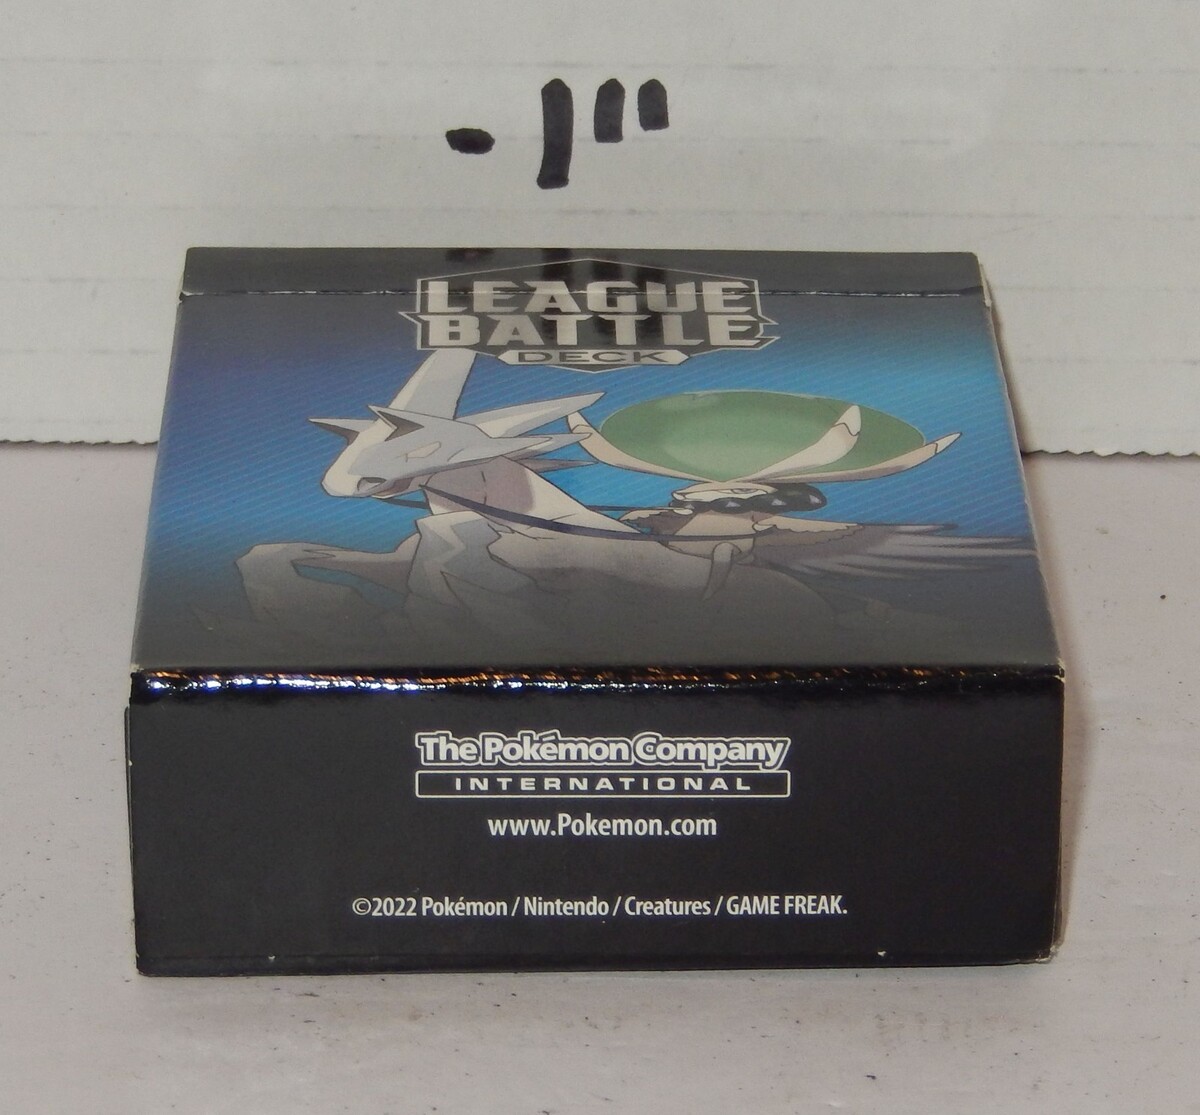 - 1"
LEAGUE
BATTLE
DECK
The Pokémon Company
INTERNATIONAL
www.Pokemon.com
©2022 Pokémon / Nintendo / Creatures / GAME FREAK.